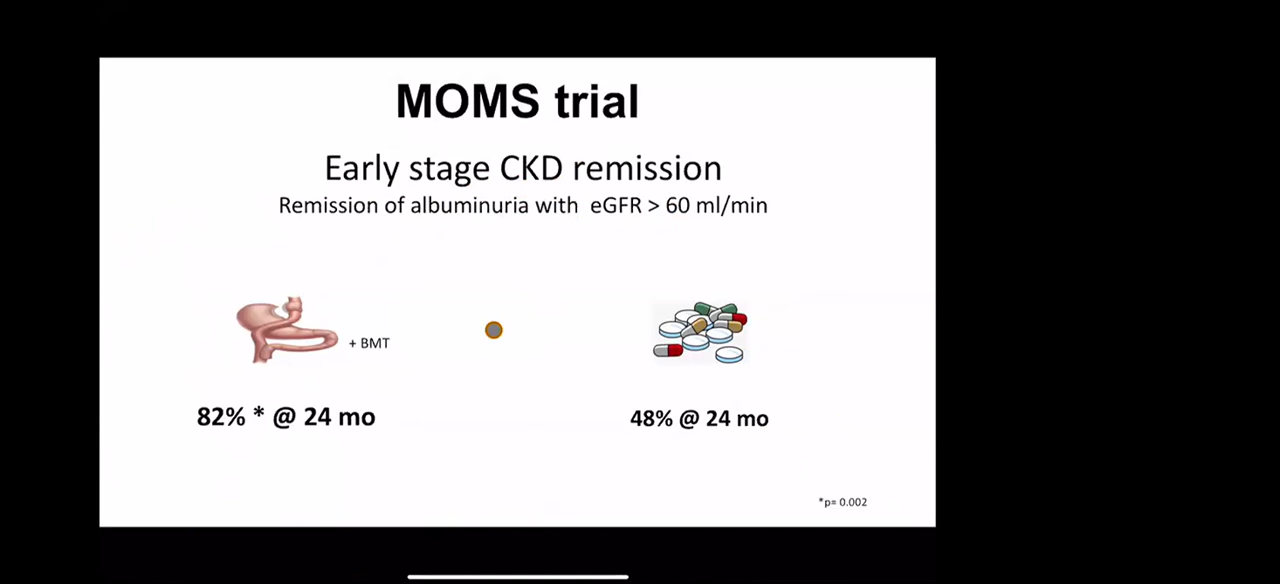 MOMS trial
Early stage CKD remission
Remission of albuminuria with eGFR > 60 ml/min
+ BMT
82% * @ 24 mo
48% @ 24 mo
*p= 0.002